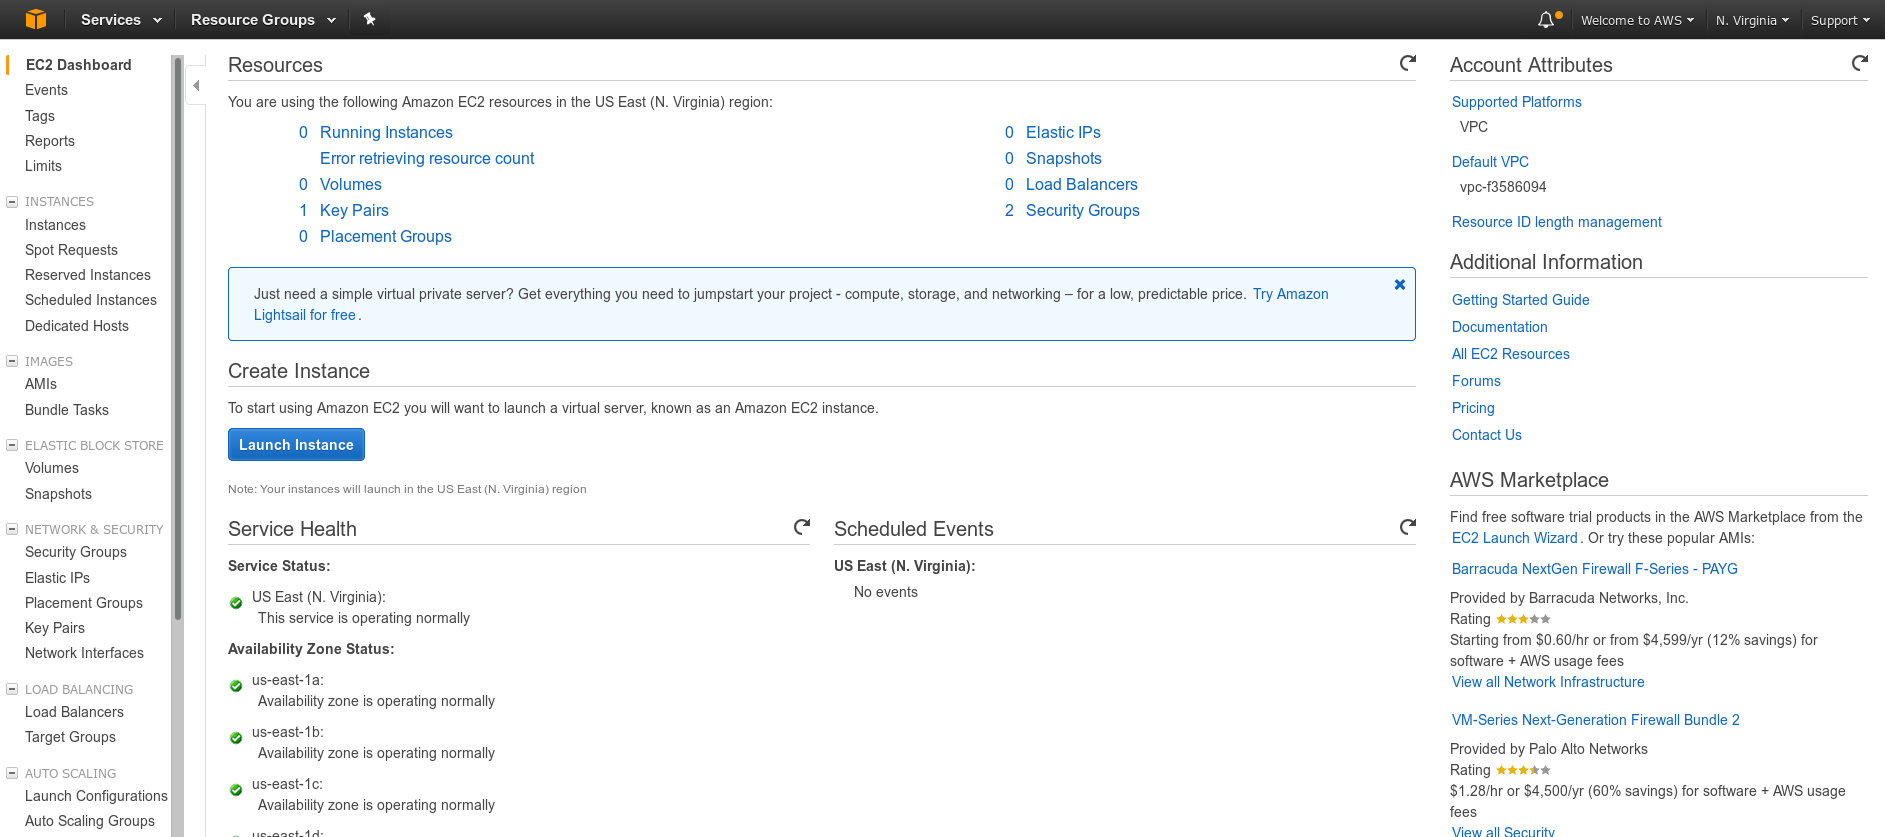 Services
Resource Groups
Welcome to AWS
N. Virginia
Support
EC2 Dashboard
Events
Tags
Reports
Limits
INSTANCES
Instances
Spot Requests
Reserved Instances
Scheduled Instances
Dedicated Hosts
IMAGES
AMIs
Bundle Tasks
ELASTIC BLOCK STORE
Volumes
Snapshots
NETWORK & SECURITY
Security Groups
Elastic IPs
Placement Groups
Key Pairs
Network Interfaces
LOAD BALANCING
Load Balancers
Target Groups
AUTO SCALING
Launch Configurations
Auto Scaling Groups
Resources
You are using the following Amazon EC2 resources in the US East (N. Virginia) region:
0 Running Instances
Error retrieving resource count
0 Volumes
1 Key Pairs
0 Placement Groups
0 Elastic IPs
0 Snapshots
0 Load Balancers
2 Security Groups
Just need a simple virtual private server? Get everything you need to jumpstart your project - compute, storage, and networking – for a low, predictable price. Try Amazon
Lightsail for free .
Create Instance
To start using Amazon EC2 you will want to launch a virtual server, known as an Amazon EC2 instance.
Launch Instance
Note: Your instances will launch in the US East (N. Virginia) region
Service Health
Service Status:
US East (N. Virginia):
This service is operating normally
Availability Zone Status:
us-east-1a:
Availability zone is operating normally
us-east-1b:
Availability zone is operating normally
us-east-1c:
Availability zone is operating normally
us-east-1d:
Scheduled Events
US East (N. Virginia):
No events
Account Attributes
Supported Platforms
VPC
Default VPC
vpc-f3586094
Resource ID length management
Additional Information
Getting Started Guide
Documentation
All EC2 Resources
Forums
Pricing
Contact Us
AWS Marketplace
Find free software trial products in the AWS Marketplace from the
EC2 Launch Wizard . Or try these popular AMIs:
Barracuda NextGen Firewall F-Series - PAYG
Provided by Barracuda Networks, Inc.
Rating
Starting from $0.60/hr or from $4,599/yr (12% savings) for
software + AWS usage fees
View all Network Infrastructure
VM-Series Next-Generation Firewall Bundle 2
Provided by Palo Alto Networks
Rating
$1.28/hr or $4,500/yr (60% savings) for software + AWS usage
fees
View all Security